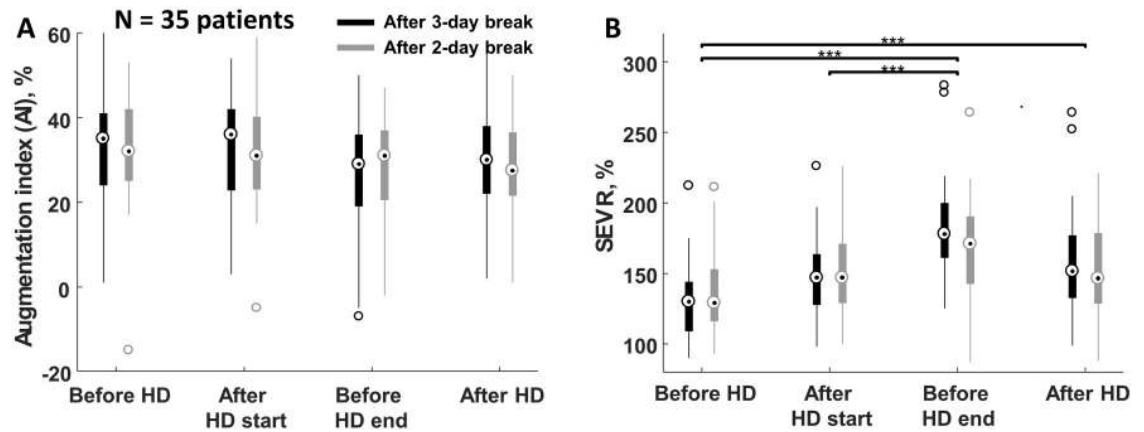 A
N = 35 patients
After 3-day break
After 2-day break
Augmentation index (AI), %
60
40
20
0
-20
Before HD
After
HD start
Before
HD end
After HD
B
***
***
***
SEVR, %
300
250
200
150
100
Before HD
After
HD start
Before
HD end
After HD